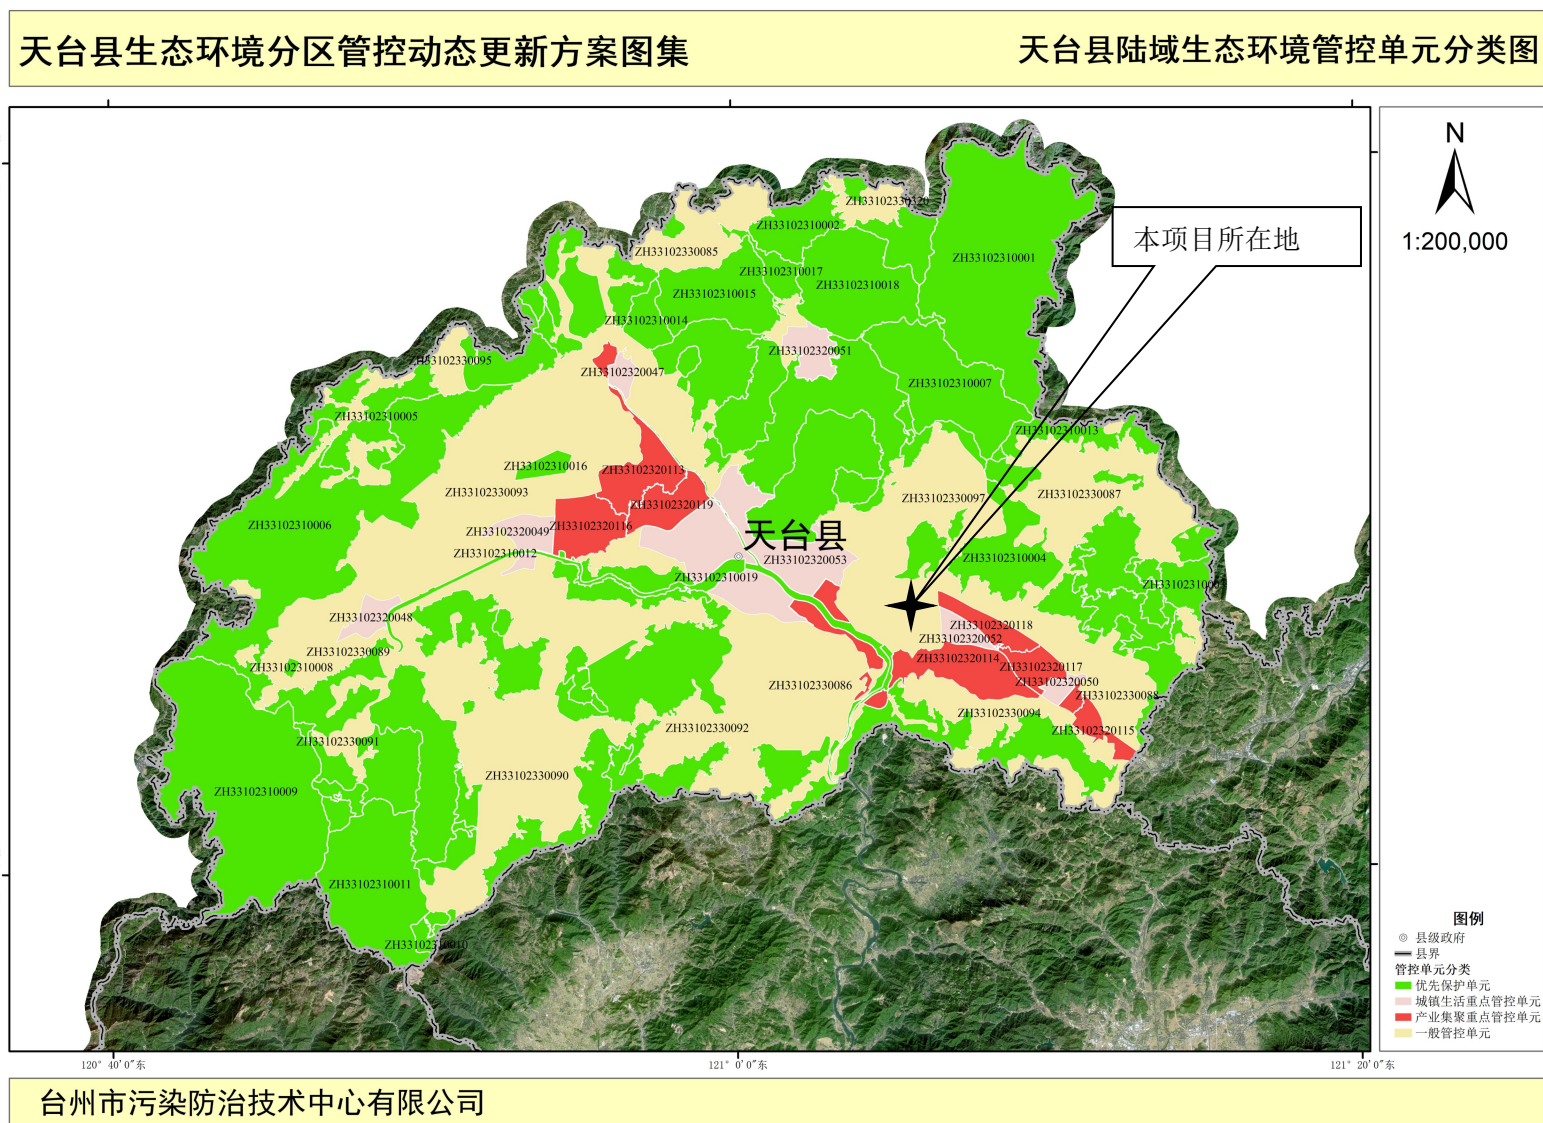 天台县生态环境分区管控动态更新方案图集
天台县陆域生态环境管控单元分类图
N
1:200,000
本项目所在地
ZH33102330320
ZH33102310002
ZH33102330085
ZH33102310001
ZH33102310017
ZH33102310018
ZH33102310015
ZH33102310014
ZH33102320051
ZH33102330095
ZH33102320047
ZH33102310007
ZH33102310005
ZH33102310013
ZH33102310016
ZH33102320113
ZH33102330093
ZH33102330097
ZH33102330087
ZH33102320119
ZH33102310006
ZH33102320049
ZH33102320116
天台县
ZH33102310012
ZH33102320053
ZH33102310004
ZH33102310019
ZH33102320048
ZH33102320118
ZH33102320052
ZH33102330089
ZH33102320114
ZH33102310008
ZH33102320117
ZH33102320050
ZH33102330086
ZH33102330088
ZH33102330094
ZH33102330092
ZH33102320115
ZH33102330091
ZH33102330090
ZH33102310009
ZH33102310011
ZH33102310010
图例
县级政府
县界
管控单元分类
优先保护单元
城镇生活重点管控单元
产业集聚重点管控单元
一般管控单元
120° 40'0"东
121° 0'0"东
121° 20'0"东
台州市污染防治技术中心有限公司